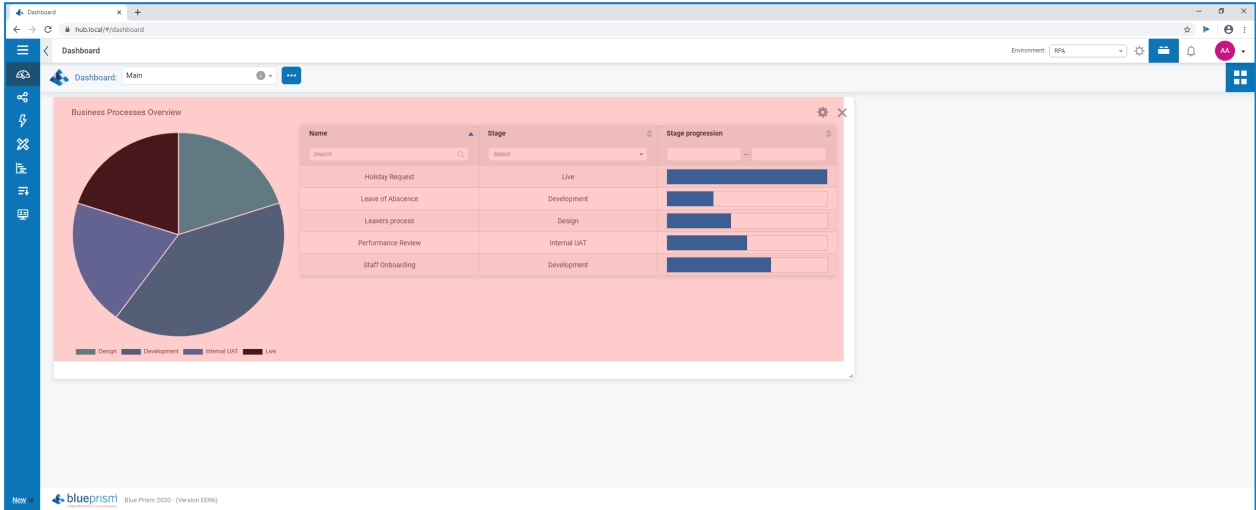 Dashboard
hub.local/#/dashboard
Dashboard
Environment: RPA
AA
Dashboard: Main
Business Processes Overview
Name Stage Stage progression
Search Select —
Holiday Request Live
Leave of Abscence Development
Leavers process Design
Performance Review Internal UAT
Staff Onboarding Development
Design Development Internal UAT Live
New
blueprism Blue Prism 2020 - (Version EER6)